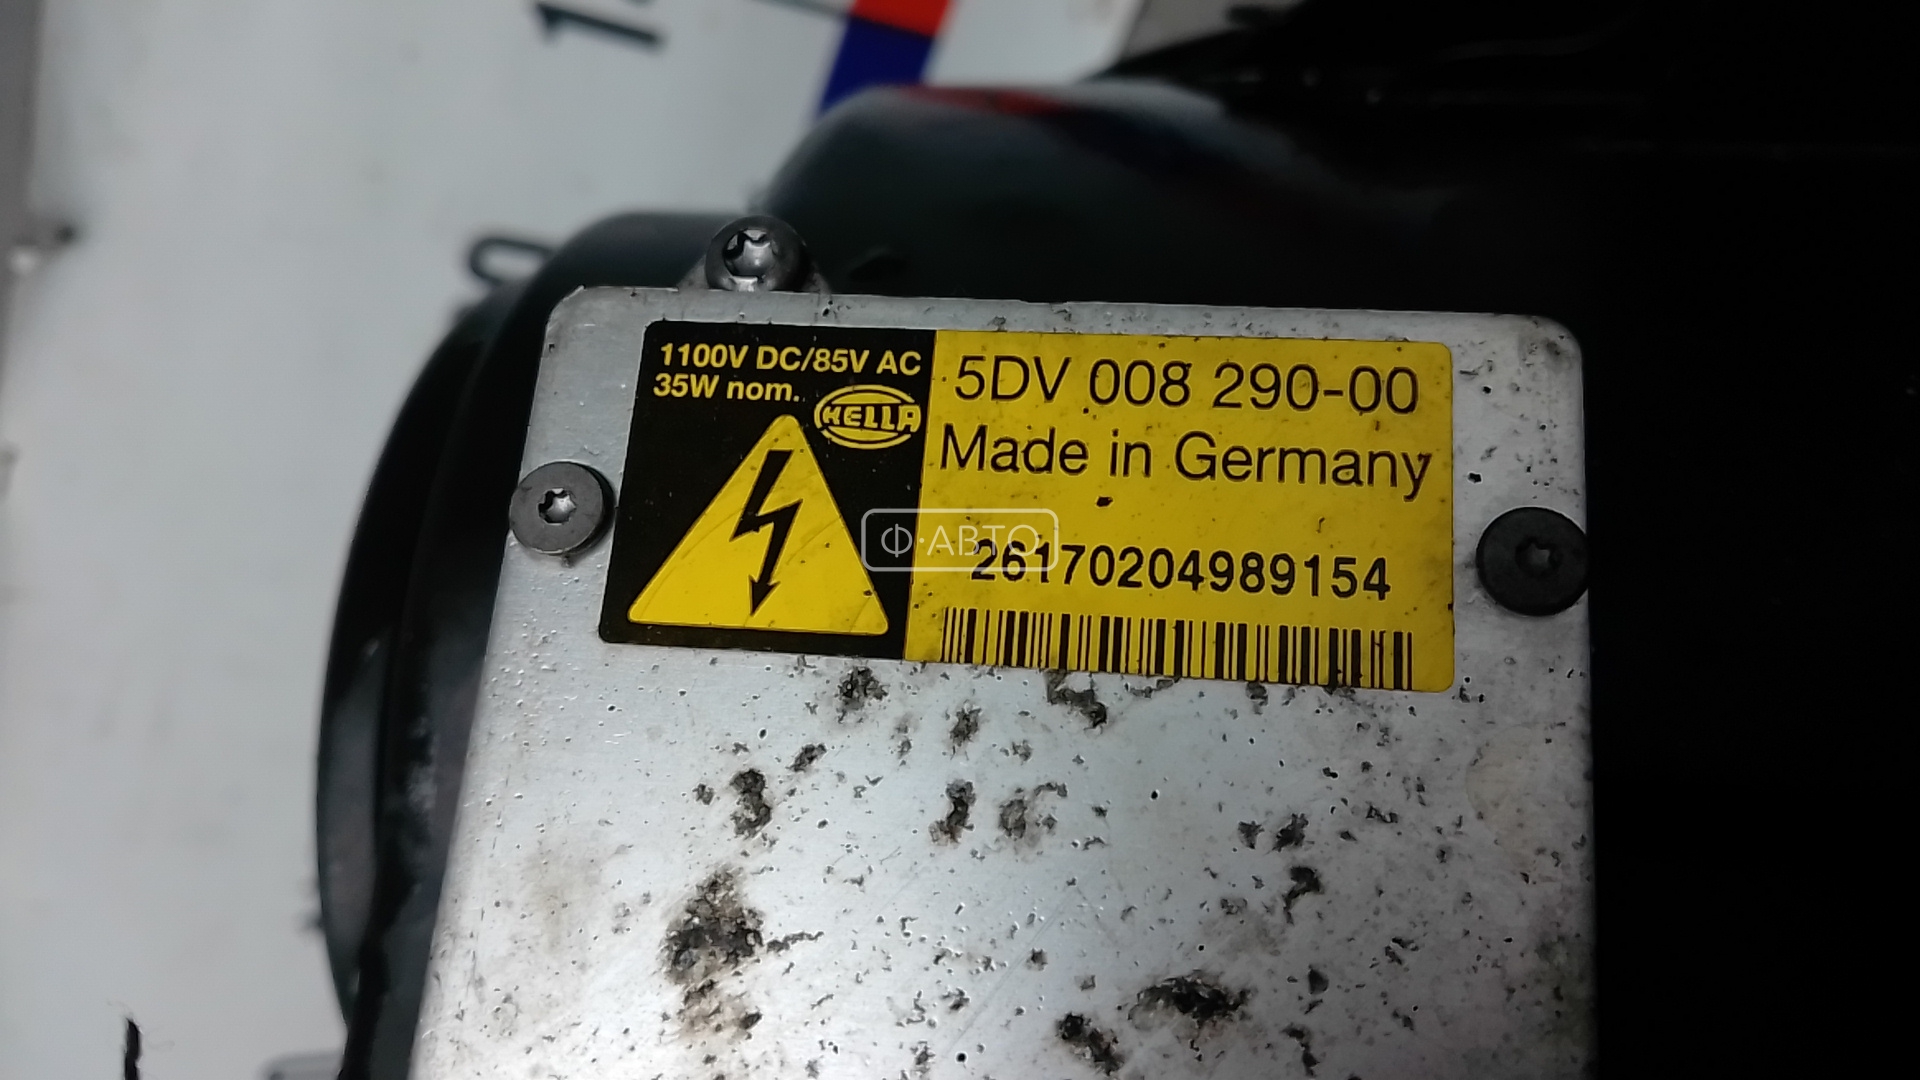 1100V DC/85V AC
35W nom.
HELLA
5DV 008 290-00
Made in Germany
Ф·АВТО
26170204989154